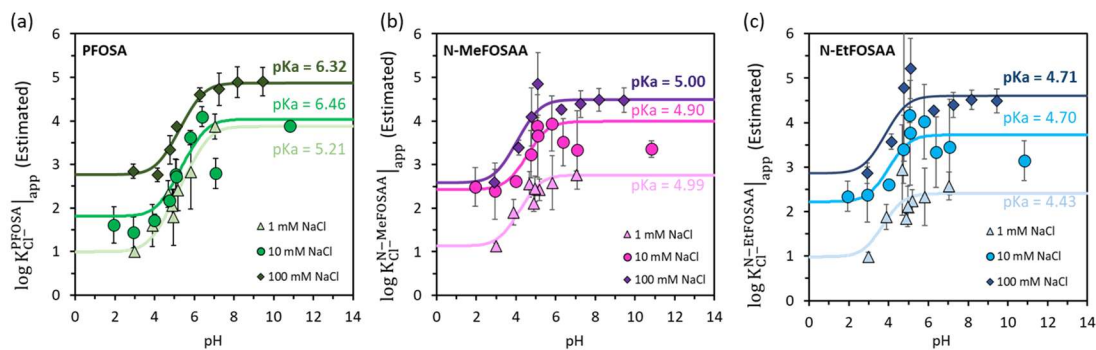 (a)
PFOSA
log K_Cl-^PFOSA |app (Estimated)
6
5
4
3
2
1
0
0 2 4 6 8 10 12 14
pH
pKa = 6.32
pKa = 6.46
pKa = 5.21
1 mM NaCl
10 mM NaCl
100 mM NaCl
(b)
N-MeFOSAA
log K_Cl-^N-MeFOSAA |app (Estimated)
6
5
4
3
2
1
0
0 2 4 6 8 10 12 14
pH
pKa = 5.00
pKa = 4.90
pKa = 4.99
1 mM NaCl
10 mM NaCl
100 mM NaCl
(c)
N-EtFOSAA
log K_Cl-^N-EtFOSAA |app (Estimated)
6
5
4
3
2
1
0
0 2 4 6 8 10 12 14
pH
pKa = 4.71
pKa = 4.70
pKa = 4.43
1 mM NaCl
10 mM NaCl
100 mM NaCl